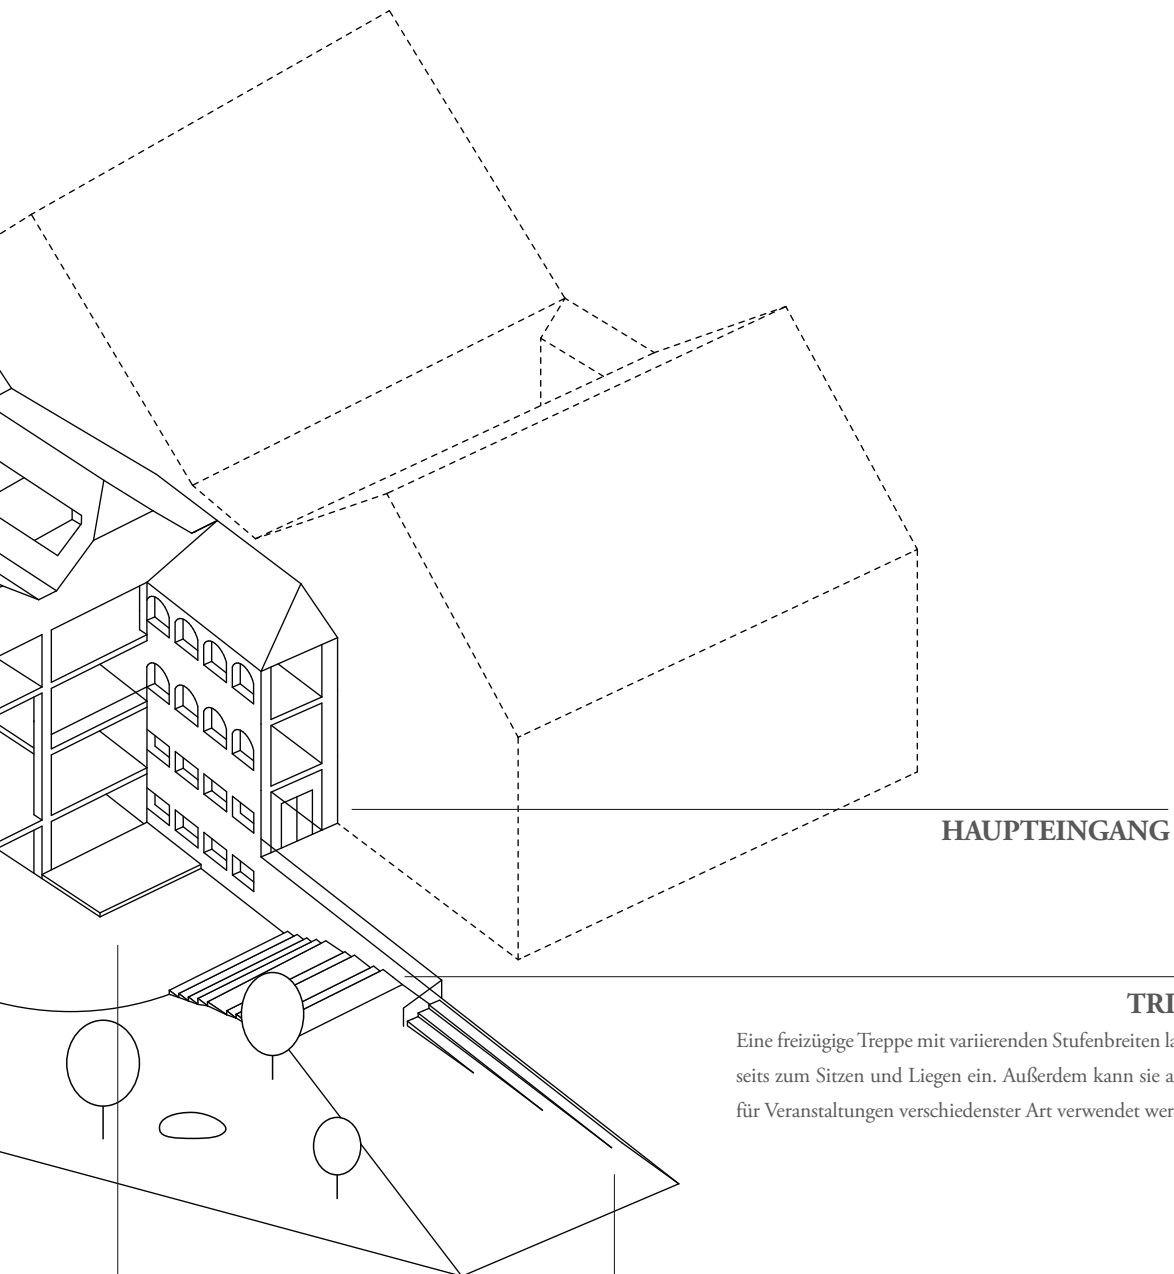 HAUPTEINGANG
TRI
Eine freizügige Treppe mit variierenden Stufenbreiten la
seits zum Sitzen und Liegen ein. Außerdem kann sie a
für Veranstaltungen verschiedenster Art verwendet wer